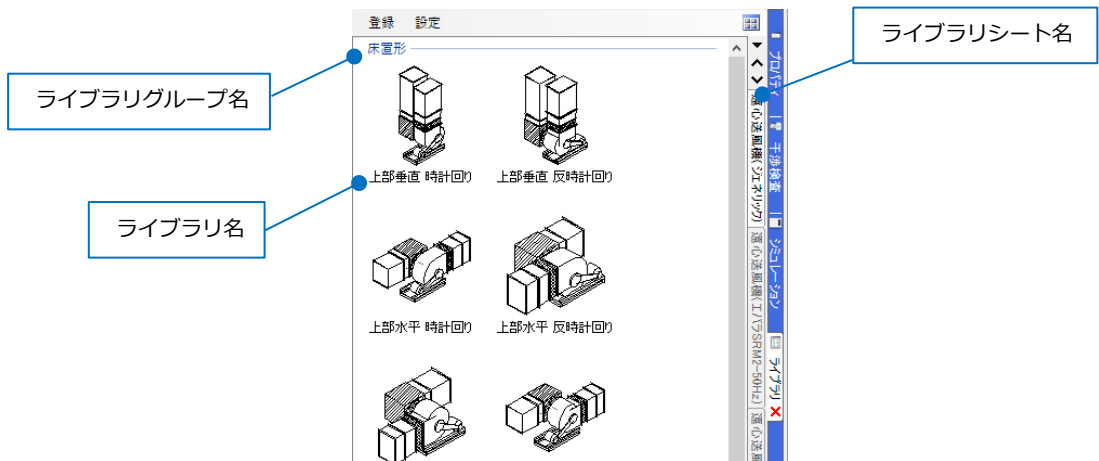 登録 設定
ライブラリシート名
床置形
ライブラリグループ名
上部垂直 時計回り 上部垂直 反時計回り
ライブラリ名
上部水平 時計回り 上部水平 反時計回り
プロパティ
干渉検査
シミュレーション
ライブラリ
遠心送風機(ジェネリック)
遠心送風機(エバラSRM2-50Hz)
遠心送風